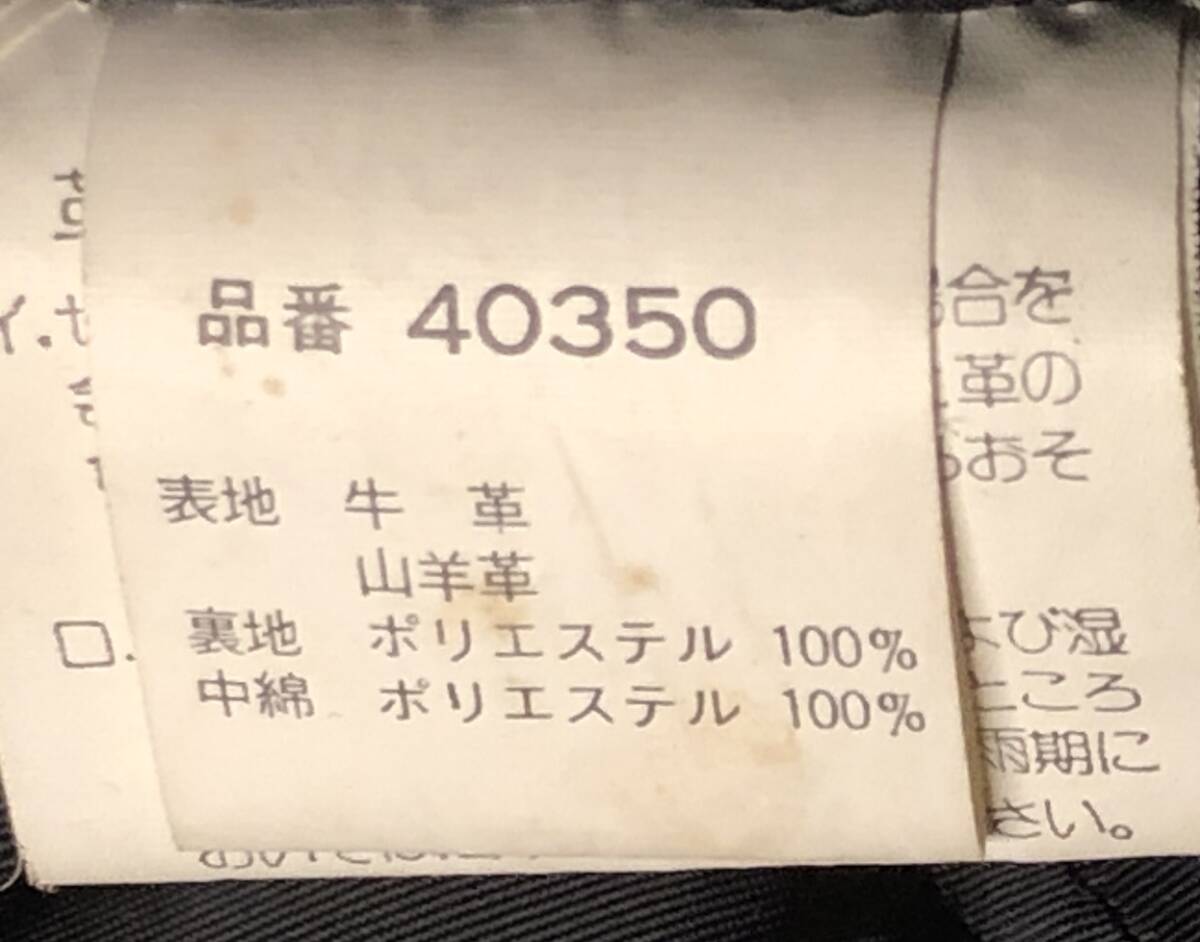 品番 40350
表地 牛 革
山羊革
裏地 ポリエステル 100%
中綿 ポリエステル 100%
合を
革の
おそ
び湿
ころ
雨期に
さい。